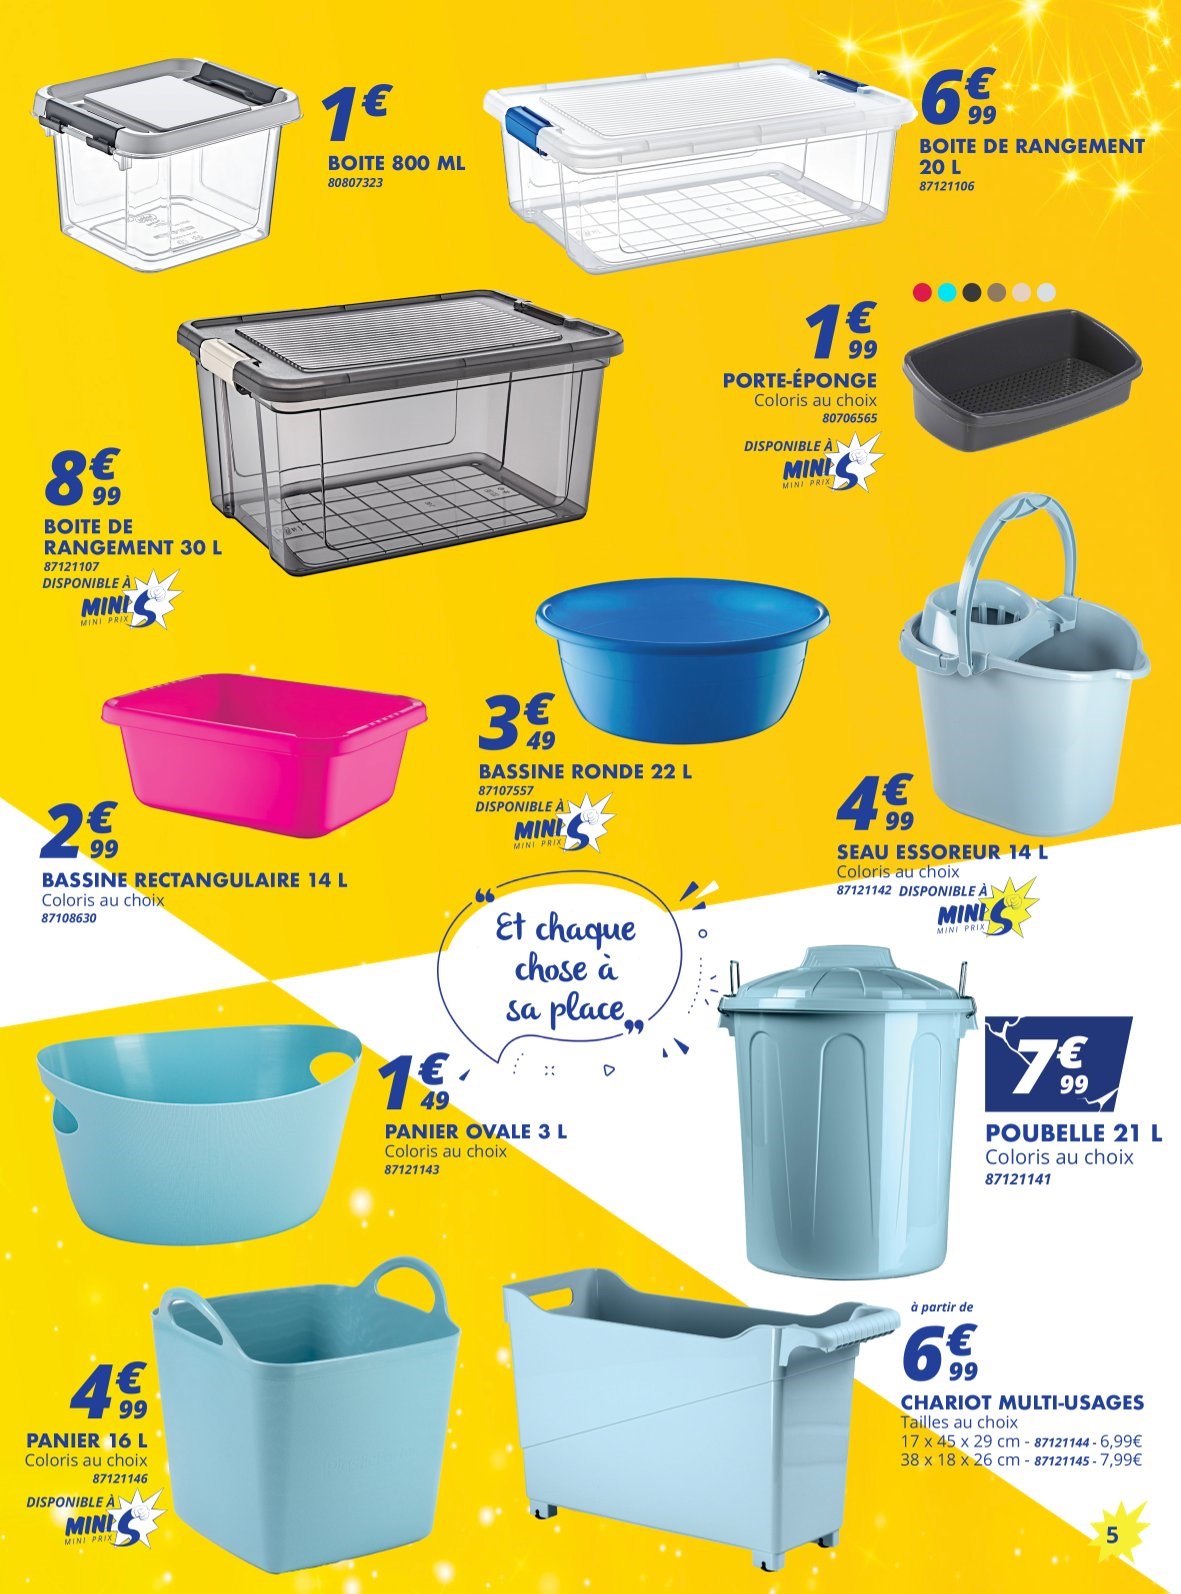 1€
BOITE 800 ML
80807323
6€99
BOITE DE RANGEMENT
20 L
87121106
1€99
PORTE-ÉPONGE
Coloris au choix
80706565
DISPONIBLE À
MINI S
MINI PRIX
8€99
BOITE DE
RANGEMENT 30 L
87121107
DISPONIBLE À
MINI S
MINI PRIX
3€49
BASSINE RONDE 22 L
87107557
DISPONIBLE À
MINI S
MINI PRIX
2€99
BASSINE RECTANGULAIRE 14 L
Coloris au choix
87108630
4€99
SEAU ESSOREUR 14 L
Coloris au choix
87121142 DISPONIBLE À
MINI S
MINI PRIX
“ Et chaque
chose à
sa place ”
1€49
PANIER OVALE 3 L
Coloris au choix
87121143
7€99
POUBELLE 21 L
Coloris au choix
87121141
4€99
PANIER 16 L
Coloris au choix
87121146
DISPONIBLE À
MINI S
MINI PRIX
à partir de
6€99
CHARIOT MULTI-USAGES
Tailles au choix
17 x 45 x 29 cm - 87121144 - 6,99€
38 x 18 x 26 cm - 87121145 - 7,99€
5